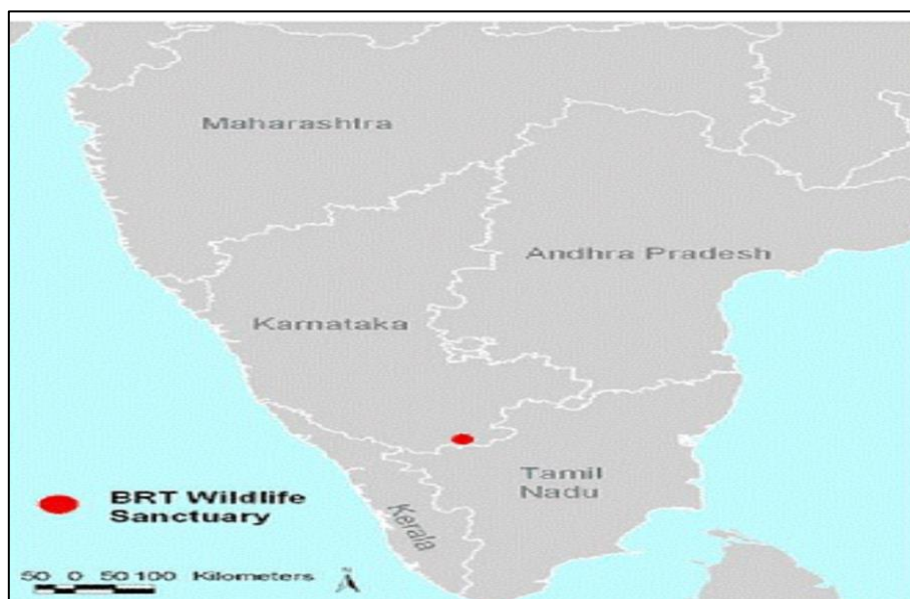 Maharashtra
Andhra Pradesh
Karnataka
Tamil
Nadu
Kerala
BRT Wildlife
Sanctuary
50 0 50 100 Kilometers
N